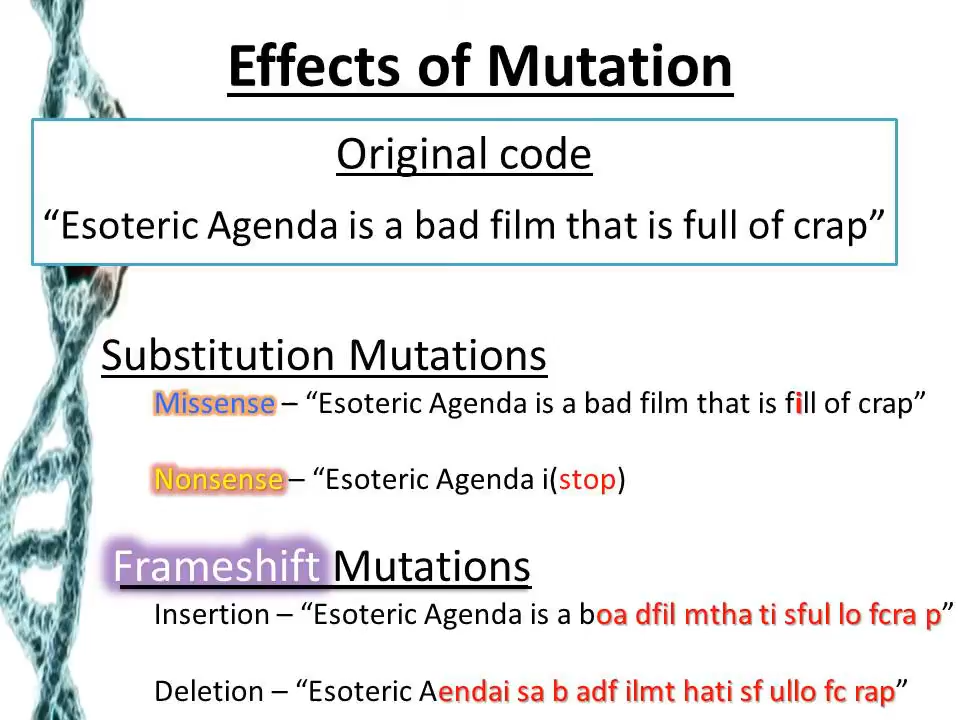 Effects of Mutation
Original code
“Esoteric Agenda is a bad film that is full of crap”
Substitution Mutations
Missense – “Esoteric Agenda is a bad film that is fill of crap”
Nonsense – “Esoteric Agenda i(stop)
Frameshift Mutations
Insertion – “Esoteric Agenda is a boa dfil mtha ti sful lo fcra p”
Deletion – “Esoteric Aendai sa b adf ilmt hati sf ullo fc rap”